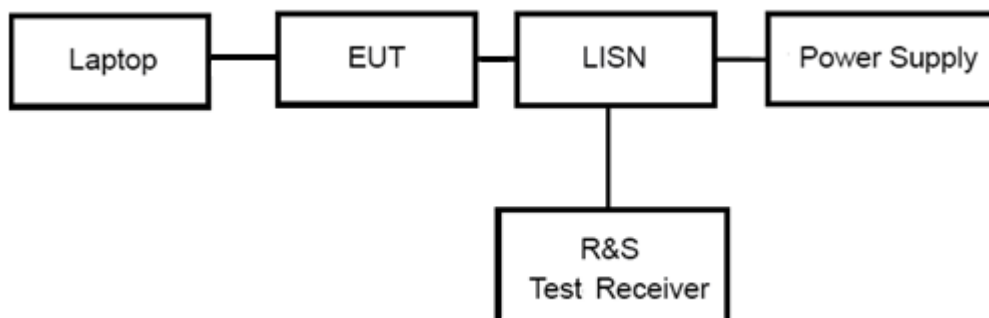 Laptop
EUT
LISN
Power Supply
R&S
Test Receiver